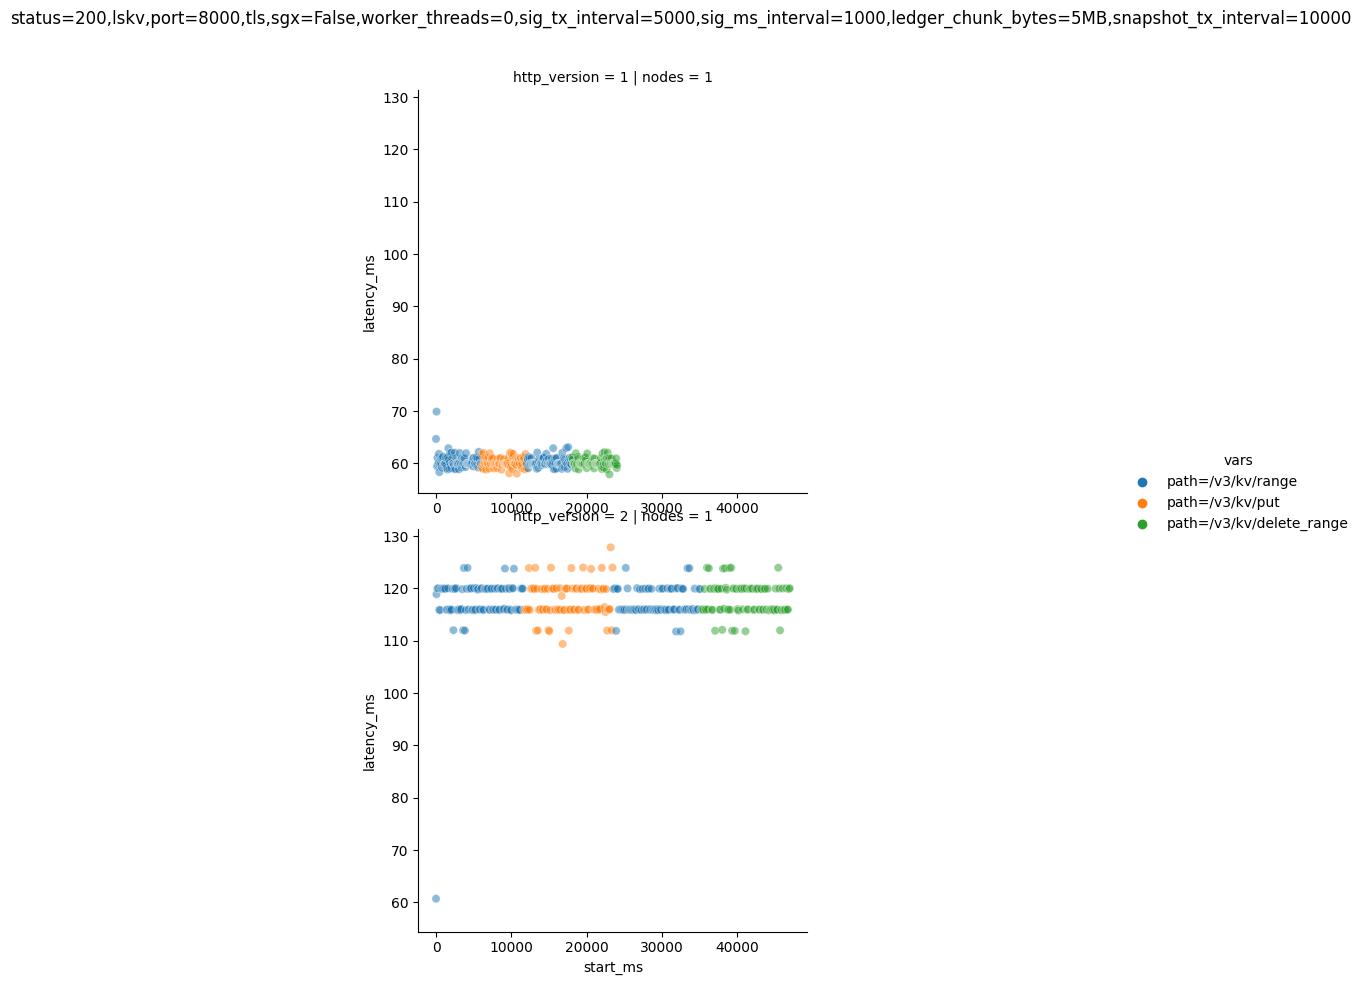 status=200,lskv,port=8000,tls,sgx=False,worker_threads=0,sig_tx_interval=5000,sig_ms_interval=1000,ledger_chunk_bytes=5MB,snapshot_tx_interval=10000
http_version = 1 | nodes = 1
130
120
110
100
90
80
70
60
latency_ms
0 10000 20000 30000 40000
http_version = 2 | nodes = 1
130
120
110
100
90
80
70
60
latency_ms
0 10000 20000 30000 40000
start_ms
vars
path=/v3/kv/range
path=/v3/kv/put
path=/v3/kv/delete_range